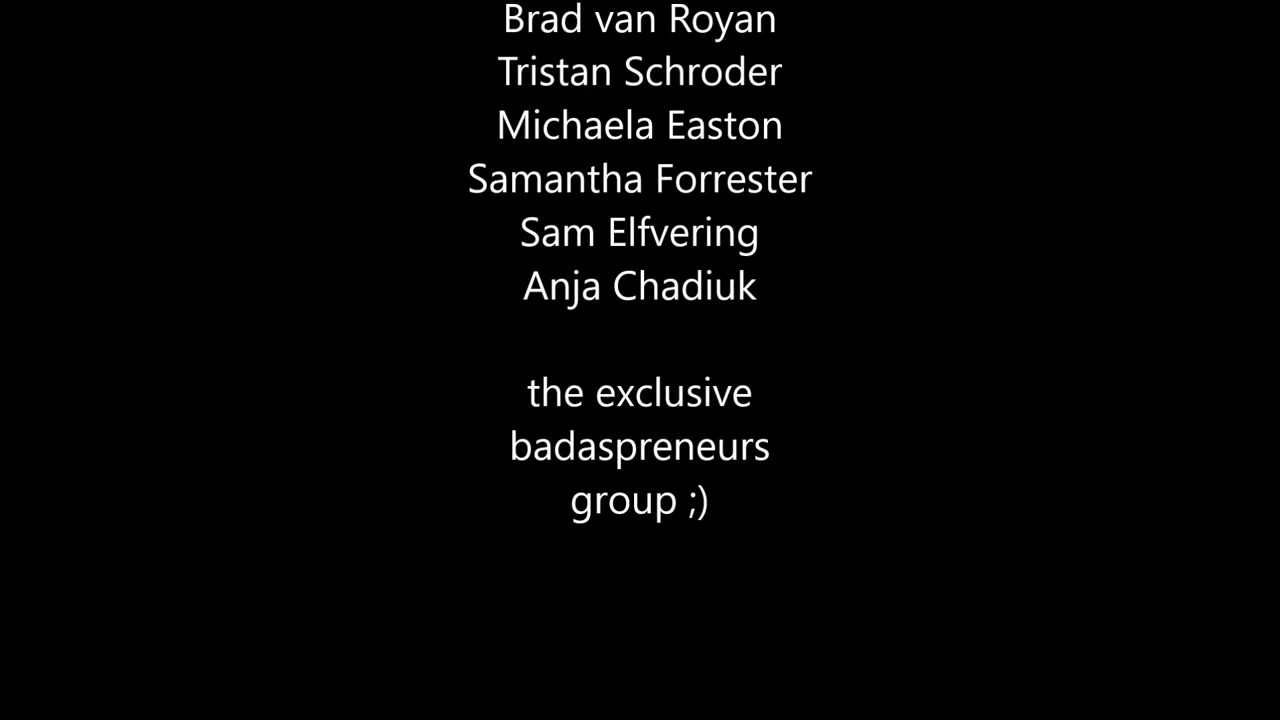 Brad van Royan
Tristan Schroder
Michaela Easton
Samantha Forrester
Sam Elfvering
Anja Chadiuk
the exclusive
badaspreneurs
group ;)